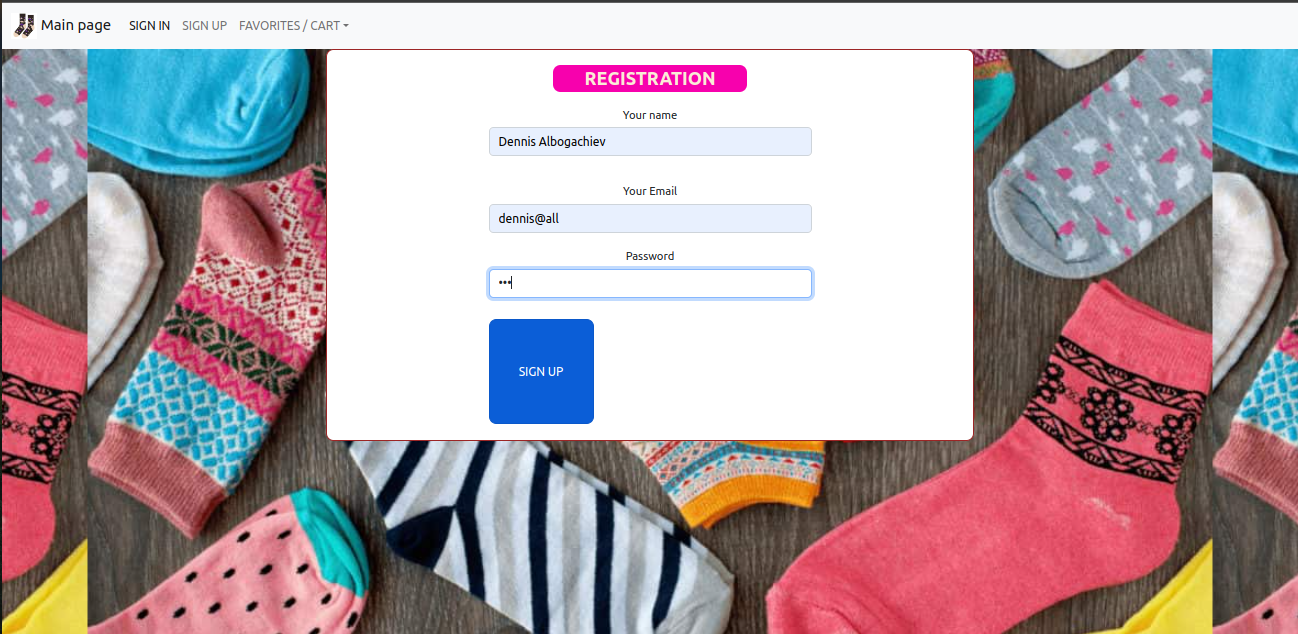 Main page SIGN IN SIGN UP FAVORITES / CART
REGISTRATION
Your name
Dennis Albogachiev
Your Email
dennis@all
Password
•••
SIGN UP